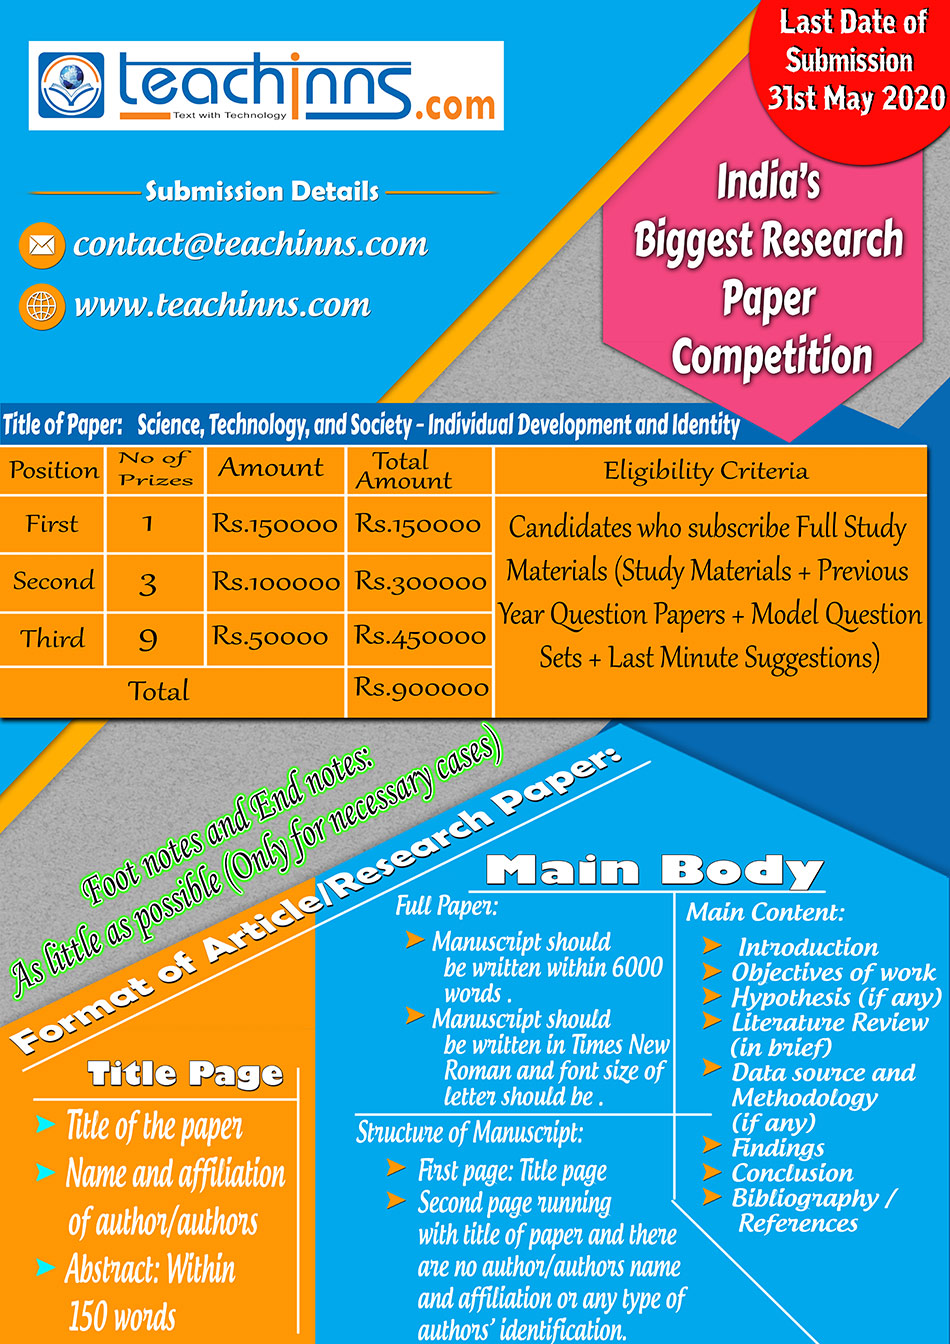 Last Date of
Submission
31st May 2020
teachinns.com
Text with Technology
Submission Details
contact@teachinns.com
www.teachinns.com
India's
Biggest Research
Paper
Competition
Title of Paper: Science, Technology, and Society - Individual Development and Identity
Position No of Prizes Amount Total Amount Eligibility Criteria
First 1 Rs.150000 Rs.150000
Second 3 Rs.100000 Rs.300000
Third 9 Rs.50000 Rs.450000
Total Rs.900000
Candidates who subscribe Full Study
Materials (Study Materials + Previous
Year Question Papers + Model Question
Sets + Last Minute Suggestions)
Foot notes and End notes:
As little as possible (Only for necessary cases)
Format of Article/Research Paper:
Title Page
Title of the paper
Name and affiliation
of author/authors
Abstract: Within
150 words
Main Body
Full Paper:
Manuscript should
be written within 6000
words .
Manuscript should
be written in Times New
Roman and font size of
letter should be .
Structure of Manuscript:
First page: Title page
Second page running
with title of paper and there
are no author/authors name
and affiliation or any type of
authors' identification.
Main Content:
Introduction
Objectives of work
Hypothesis (if any)
Literature Review
(in brief)
Data source and
Methodology
(if any)
Findings
Conclusion
Bibliography /
References